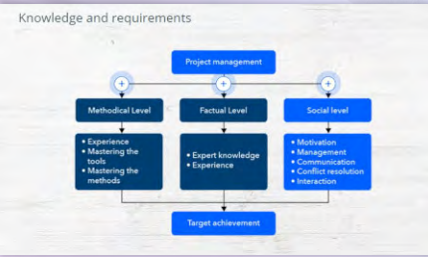 Knowledge and requirements
Project management
+ + +
Methodical Level
Factual Level
Social level
• Experience
• Mastering the
tools
• Mastering the
methods
• Expert knowledge
• Experience
• Motivation
• Management
• Communication
• Conflict resolution
• Interaction
Target achievement